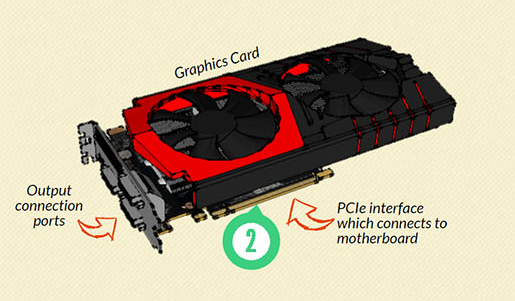 Graphics Card
Output
connection
ports
2
PCIe interface
which connects to
motherboard